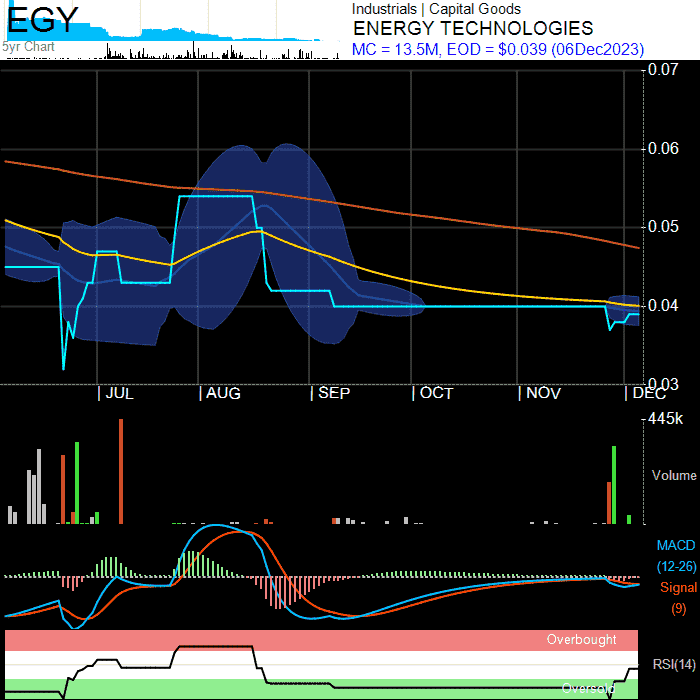 EGY
5yr Chart
Industrials | Capital Goods
ENERGY TECHNOLOGIES
MC = 13.5M, EOD = $0.039 (06Dec2023)
0.07
0.06
0.05
0.04
0.03
| JUL | AUG | SEP | OCT | NOV | DEC
445k
Volume
MACD
(12-26)
Signal
(9)
Overbought
RSI(14)
Oversold